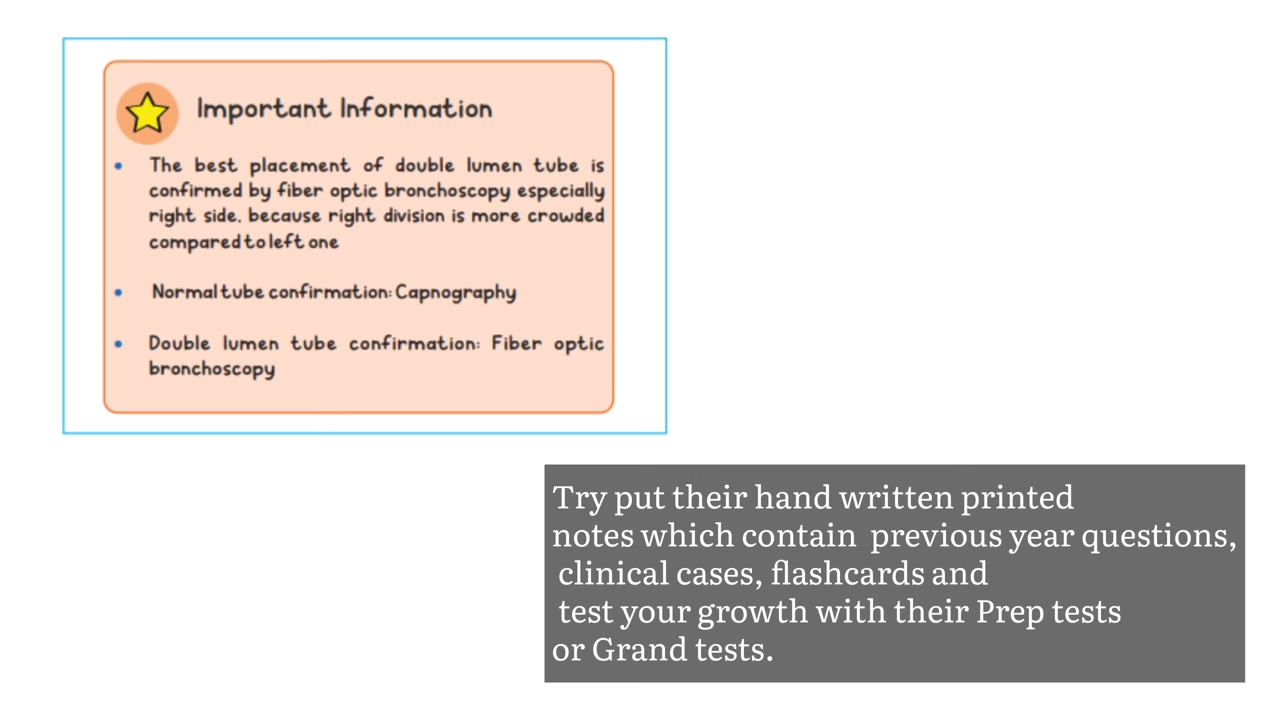 Important Information
• The best placement of double lumen tube is
confirmed by fiber optic bronchoscopy especially
right side. because right division is more crowded
compared to left one
• Normal tube confirmation: Capnography
• Double lumen tube confirmation: Fiber optic
bronchoscopy
Try put their hand written printed
notes which contain previous year questions,
clinical cases, flashcards and
test your growth with their Prep tests
or Grand tests.